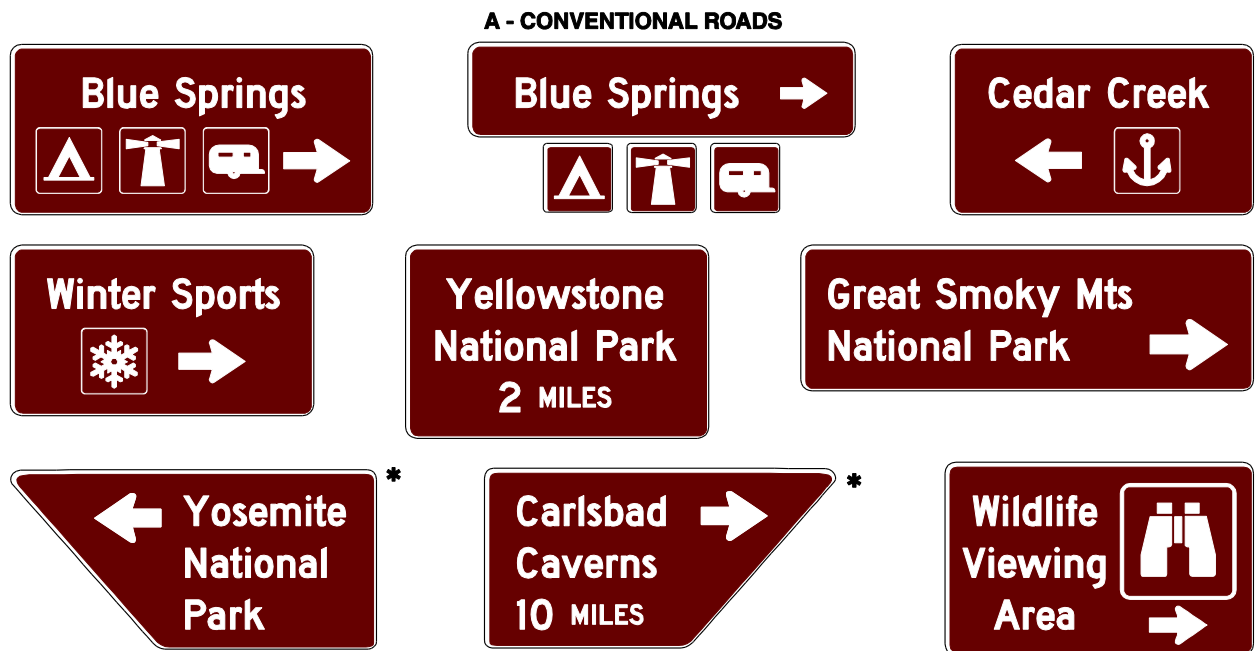 A - CONVENTIONAL ROADS
Blue Springs
Blue Springs
Cedar Creek
Winter Sports
Yellowstone
National Park
2 MILES
Great Smoky Mts
National Park
Yosemite
National
Park
*
Carlsbad
Caverns
10 MILES
*
Wildlife
Viewing
Area